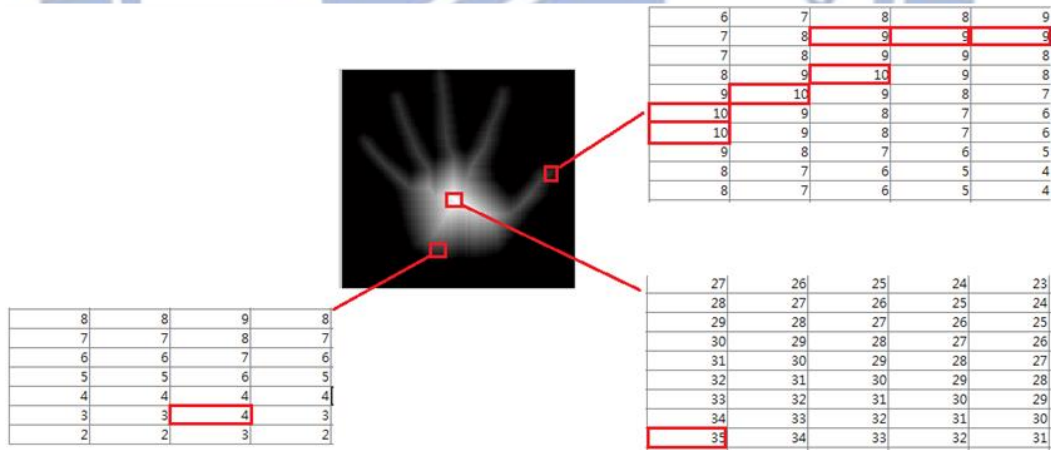 6 7 8 8 9
7 8 9 9 9
7 8 9 9 8
8 9 10 9 8
9 10 9 8 7
10 9 8 7 6
10 9 8 7 6
9 8 7 6 5
8 7 6 5 4
8 7 6 5 4
27 26 25 24 23
28 27 26 25 24
29 28 27 26 25
30 29 28 27 26
31 30 29 28 27
32 31 30 29 28
33 32 31 30 29
34 33 32 31 30
35 34 33 32 31
8 8 9 8
7 7 8 7
6 6 7 6
5 5 6 5
4 4 4 4
3 3 4 3
2 2 3 2